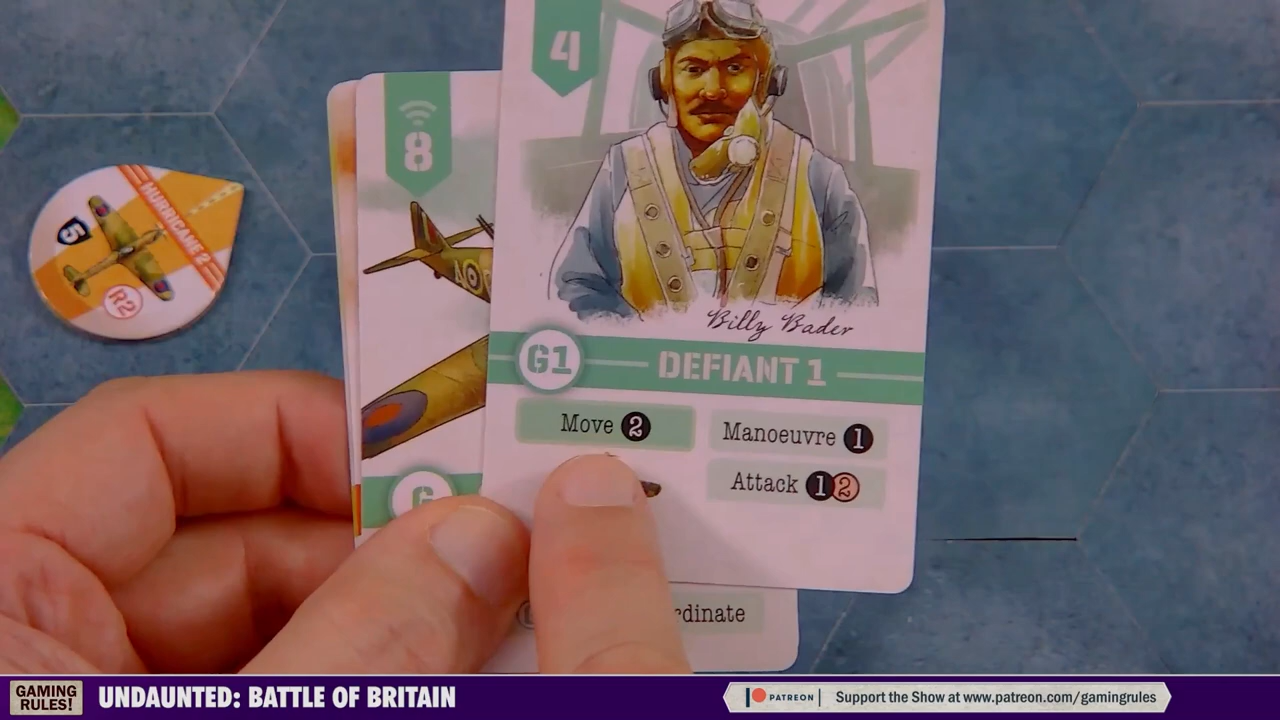 4
8
5
HURRICANE 2
R2
Billy Bader
G1 DEFIANT 1
Move 2
Manoeuvre 1
Attack 1 2
G
rdinate
GAMING
RULES!
UNDAUNTED: BATTLE OF BRITAIN
PATREON
Support the Show at www.patreon.com/gamingrules